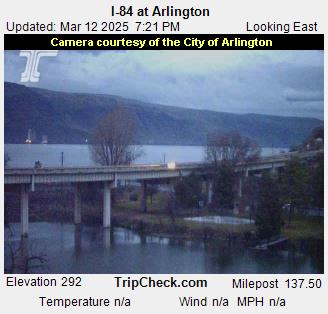 I-84 at Arlington
Updated: Mar 12 2025 7:21 PM Looking East
Camera courtesy of the City of Arlington
Elevation 292 TripCheck.com Milepost 137.50
Temperature n/a Wind n/a MPH n/a